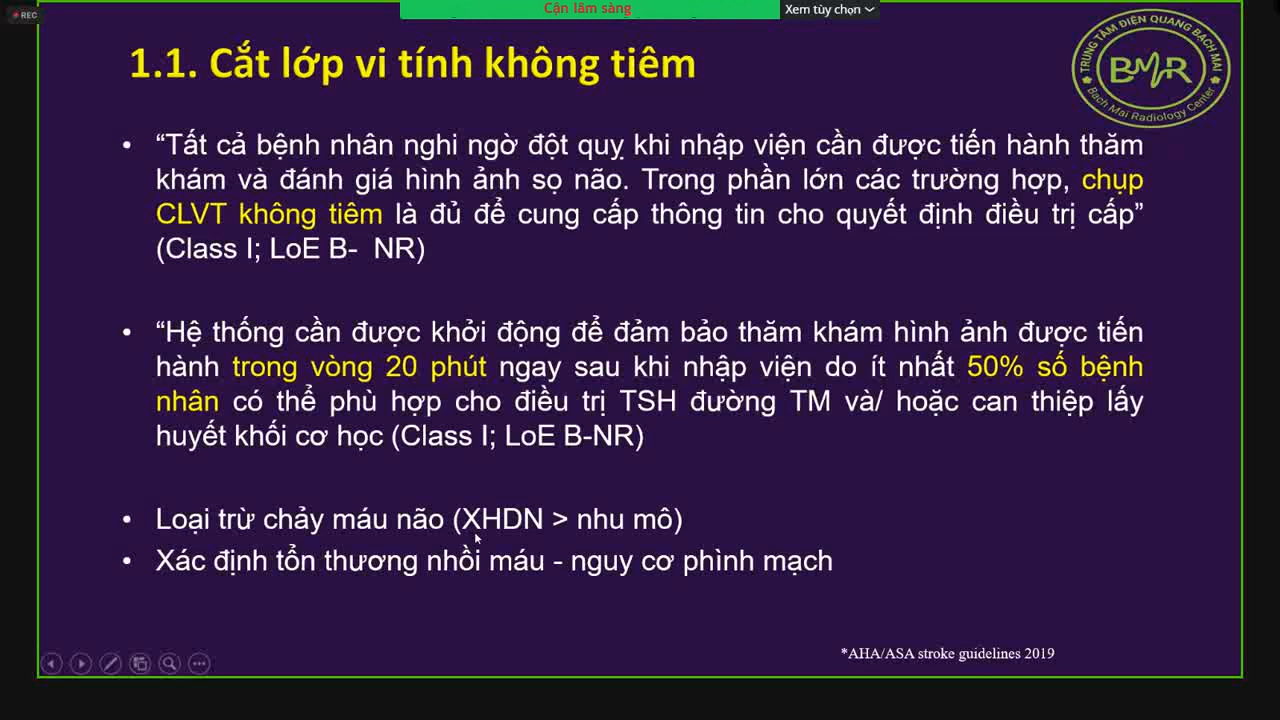 REC
Cận lâm sàng
Xem tùy chọn
1.1. Cắt lớp vi tính không tiêm
TRUNG TÂM ĐIỆN QUANG BẠCH MAI
BMR
Bach Mai Radiology Center
• “Tất cả bệnh nhân nghi ngờ đột quỵ khi nhập viện cần được tiến hành thăm
khám và đánh giá hình ảnh sọ não. Trong phần lớn các trường hợp, chụp
CLVT không tiêm là đủ để cung cấp thông tin cho quyết định điều trị cấp”
(Class I; LoE B- NR)
• “Hệ thống cần được khởi động để đảm bảo thăm khám hình ảnh được tiến
hành trong vòng 20 phút ngay sau khi nhập viện do ít nhất 50% số bệnh
nhân có thể phù hợp cho điều trị TSH đường TM và/ hoặc can thiệp lấy
huyết khối cơ học (Class I; LoE B-NR)
• Loại trừ chảy máu não (XHDN > nhu mô)
• Xác định tổn thương nhồi máu - nguy cơ phình mạch
*AHA/ASA stroke guidelines 2019